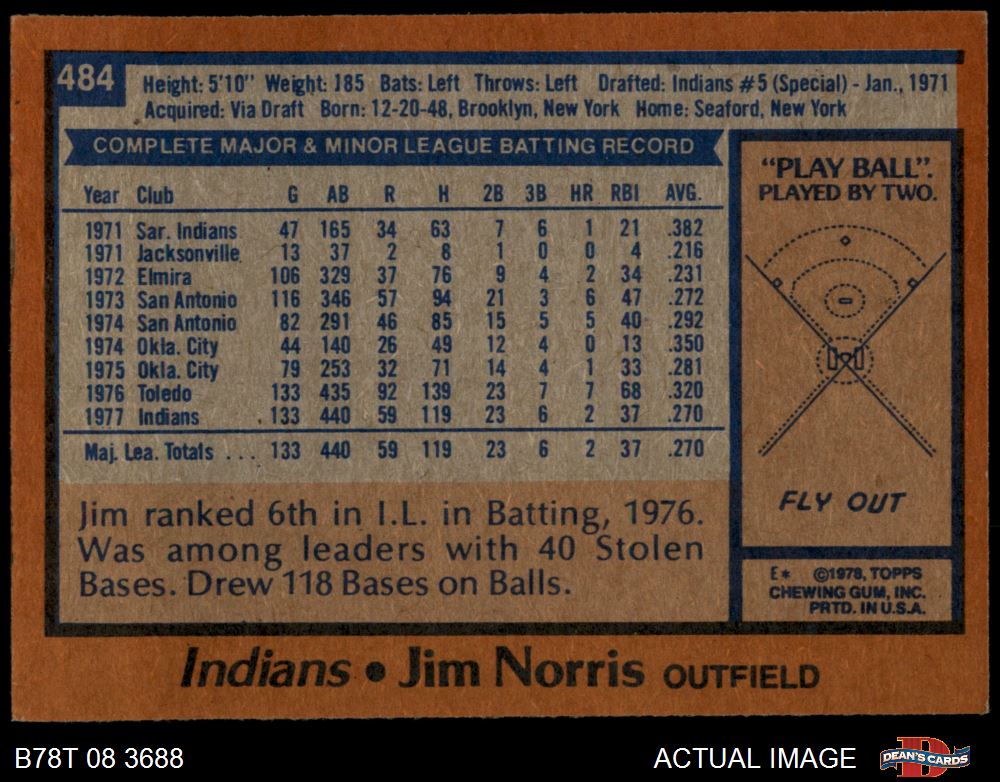 484
Height: 5'10" Weight: 185 Bats: Left Throws: Left Drafted: Indians #5 (Special) - Jan., 1971
Acquired: Via Draft Born: 12-20-48, Brooklyn, New York Home: Seaford, New York
COMPLETE MAJOR & MINOR LEAGUE BATTING RECORD
Year Club G AB R H 2B 3B HR RBI AVG.
1971 Sar. Indians 47 165 34 63 7 6 1 21 .382
1971 Jacksonville 13 37 2 8 1 0 0 4 .216
1972 Elmira 106 329 37 76 9 4 2 34 .231
1973 San Antonio 116 346 57 94 21 3 6 47 .272
1974 San Antonio 82 291 46 85 15 5 5 40 .292
1974 Okla. City 44 140 26 49 12 4 0 13 .350
1975 Okla. City 79 253 32 71 14 4 1 33 .281
1976 Toledo 133 435 92 139 23 7 7 68 .320
1977 Indians 133 440 59 119 23 6 2 37 .270
Maj. Lea. Totals . . . 133 440 59 119 23 6 2 37 .270
Jim ranked 6th in I.L. in Batting, 1976.
Was among leaders with 40 Stolen
Bases. Drew 118 Bases on Balls.
"PLAY BALL".
PLAYED BY TWO.
FLY OUT
E* ©1978, TOPPS
CHEWING GUM, INC.
PRTD. IN U.S.A.
Indians • Jim Norris OUTFIELD
B78T 08 3688
ACTUAL IMAGE
D
DEAN'S CARDS